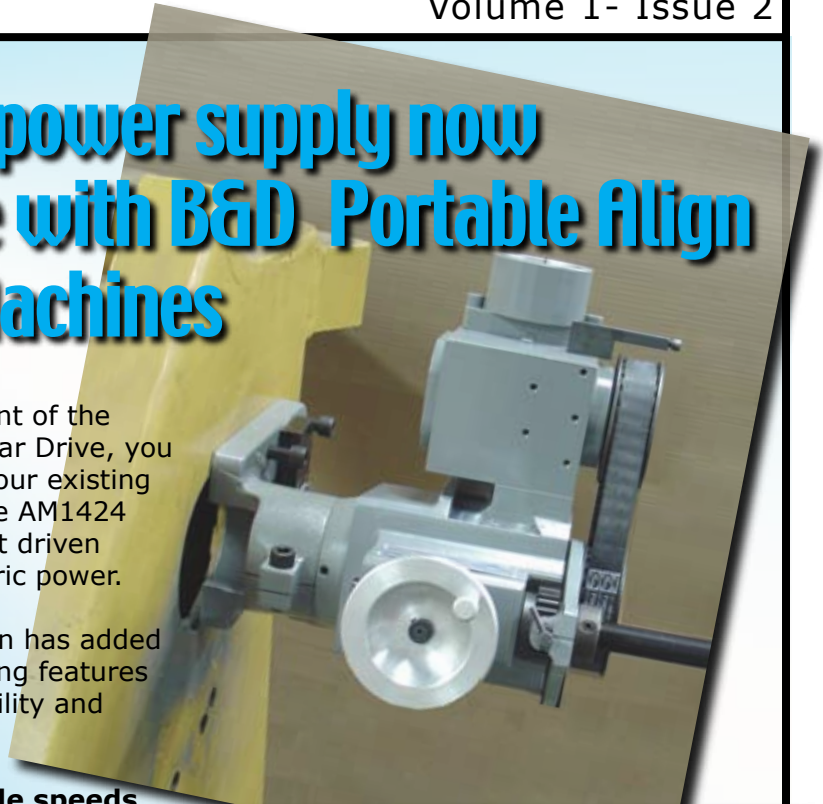 Volume 1- Issue 2
power supply now
with B&D Portable Align
Machines
nt of the
ar Drive, you
our existing
e AM1424
t driven
ric power.
n has added
ng features
ility and
le speeds